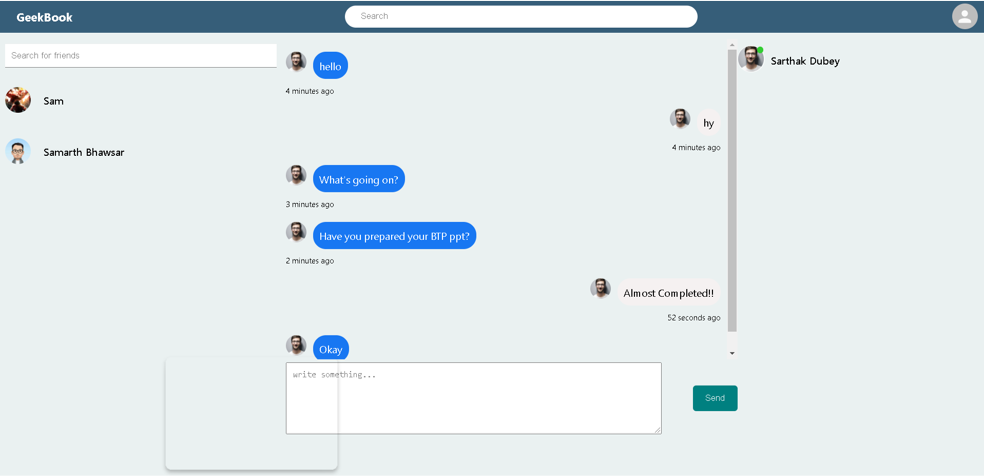 GeekBook
Search
Search for friends
Sam
Samarth Bhawsar
hello
4 minutes ago
hy
4 minutes ago
What's going on?
3 minutes ago
Have you prepared your BTP ppt?
2 minutes ago
Almost Completed!!
52 seconds ago
Okay
write something...
Send
Sarthak Dubey